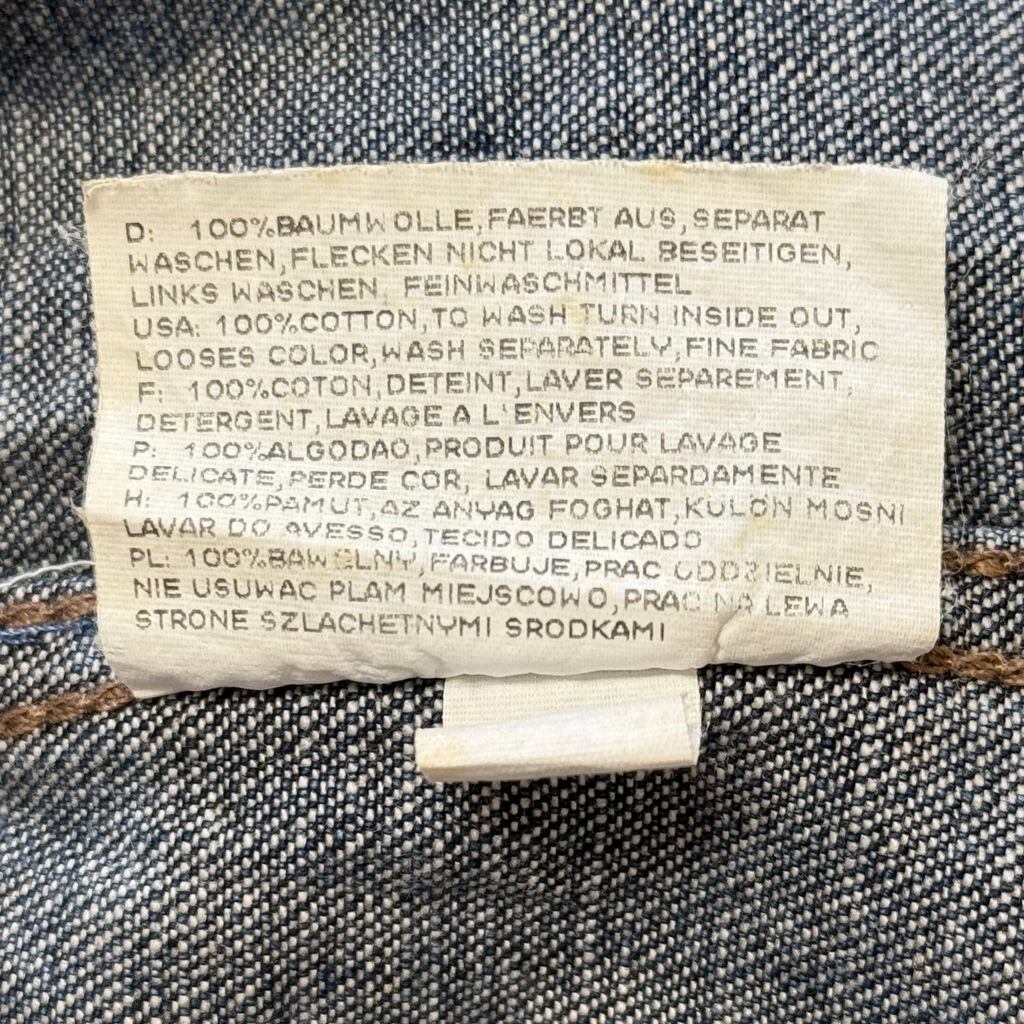 D: 100%BAUMWOLLE,FAERBT AUS,SEPARAT
WASCHEN,FLECKEN NICHT LOKAL BESEITIGEN,
LINKS WASCHEN, FEINWASCHMITTEL
USA: 100%COTTON,TO WASH TURN INSIDE OUT,
LOOSES COLOR,WASH SEPARATELY,FINE FABRIC
F: 100%COTON,DETEINT,LAVER SEPAREMENT,
DETERGENT,LAVAGE A L'ENVERS
P: 100%ALGODAO,PRODUIT POUR LAVAGE
DELICATE,PERDE COR, LAVAR SEPARDAMENTE
H: 100%PAMUT,AZ ANYAG FOGHAT,KULON MOSNI
LAVAR DO AVESSO,TECIDO DELICADO
PL: 100%BAWELNY,FARBUJE,PRAC ODDZIELNIE,
NIE USUWAC PLAM MIEJSCOWO,PRAC NA LEWA
STRONE SZLACHETNYMI SRODKAMI